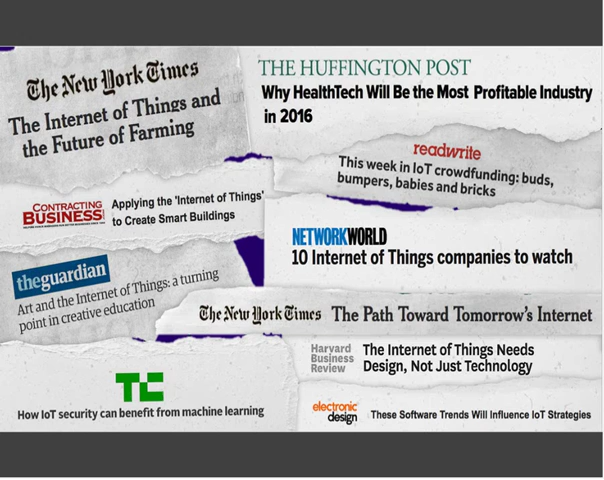 The New York Times
The Internet of Things and
the Future of Farming
THE HUFFINGTON POST
Why HealthTech Will Be the Most Profitable Industry
in 2016
readwrite
This week in IoT crowdfunding: buds,
bumpers, babies and bricks
CONTRACTING
BUSINESS
Applying the 'Internet of Things'
to Create Smart Buildings
NETWORKWORLD
10 Internet of Things companies to watch
theguardian
Art and the Internet of Things: a turning
point in creative education
The New York Times The Path Toward Tomorrow's Internet
Harvard
Business
Review
The Internet of Things Needs
Design, Not Just Technology
TC
How IoT security can benefit from machine learning
electronic
design
These Software Trends Will Influence IoT Strategies